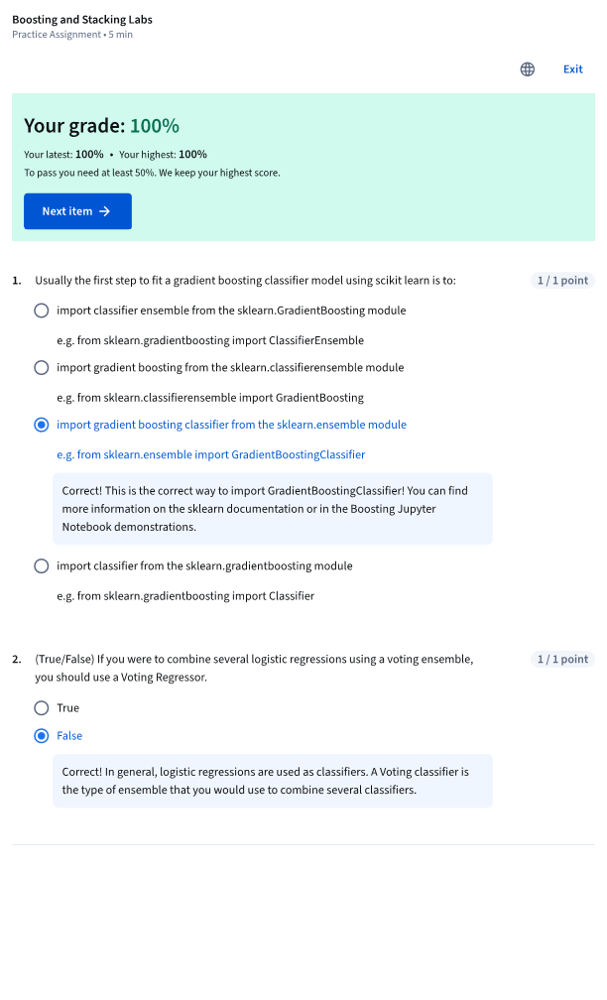 Boosting and Stacking Labs
Practice Assignment • 5 min
Exit
Your grade: 100%
Your latest: 100% • Your highest: 100%
To pass you need at least 50%. We keep your highest score.
Next item →
1. Usually the first step to fit a gradient boosting classifier model using scikit learn is to: 1 / 1 point
import classifier ensemble from the sklearn.GradientBoosting module
e.g. from sklearn.gradientboosting import ClassifierEnsemble
import gradient boosting from the sklearn.classifierensemble module
e.g. from sklearn.classifierensemble import GradientBoosting
import gradient boosting classifier from the sklearn.ensemble module
e.g. from sklearn.ensemble import GradientBoostingClassifier
Correct! This is the correct way to import GradientBoostingClassifier! You can find
more information on the sklearn documentation or in the Boosting Jupyter
Notebook demonstrations.
import classifier from the sklearn.gradientboosting module
e.g. from sklearn.gradientboosting import Classifier
2. (True/False) If you were to combine several logistic regressions using a voting ensemble, 1 / 1 point
you should use a Voting Regressor.
True
False
Correct! In general, logistic regressions are used as classifiers. A Voting classifier is
the type of ensemble that you would use to combine several classifiers.